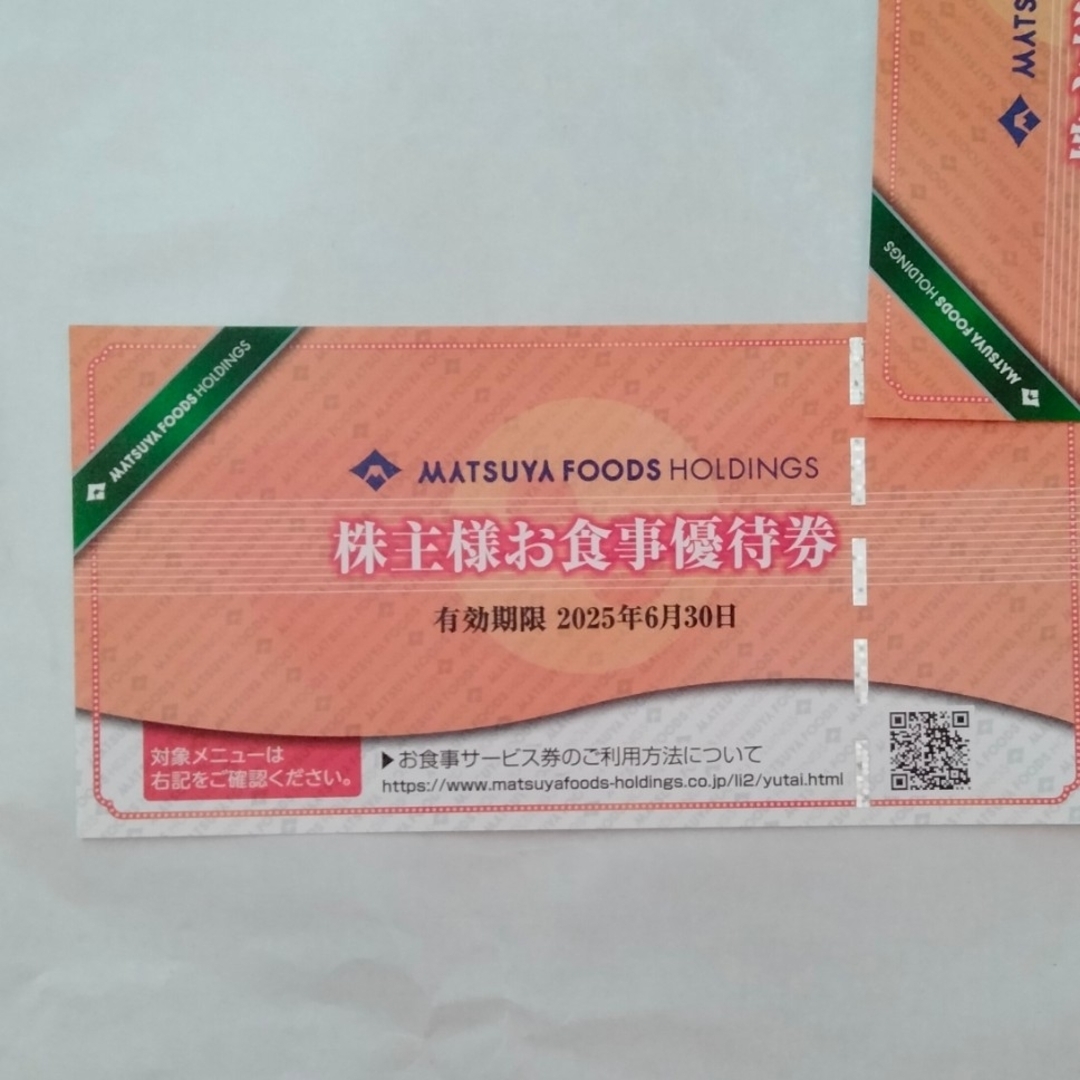 MATSUYA FOODS HOLDINGS
MATSUYA FOODS HOLDINGS
株主様お食事優待券
有効期限 2025年6月30日
対象メニューは
右記をご確認ください。
▶お食事サービス券のご利用方法について
https://www.matsuyafoods-holdings.co.jp/li2/yutai.html
MATS
MATSUYA FOODS HOLDINGS